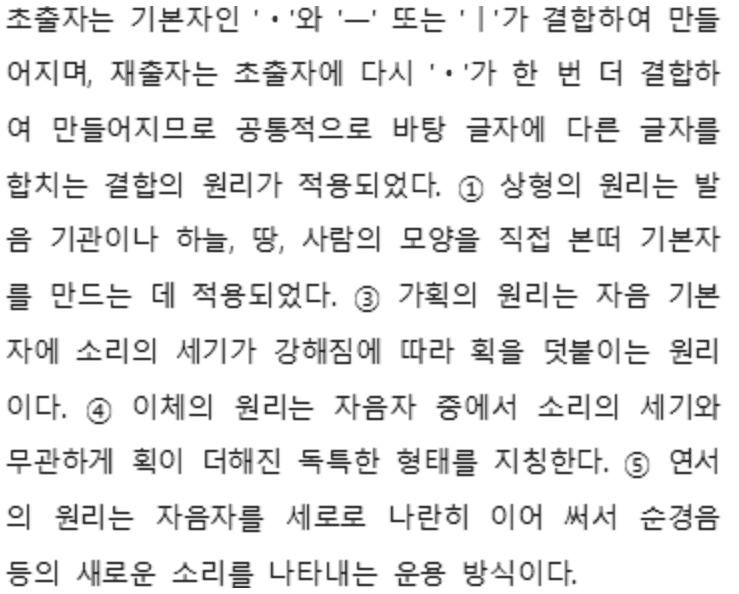 초출자는 기본자인 '·'와 'ㅡ' 또는 'ㅣ'가 결합하여 만들
어지며, 재출자는 초출자에 다시 '·'가 한 번 더 결합하
여 만들어지므로 공통적으로 바탕 글자에 다른 글자를
합치는 결합의 원리가 적용되었다. ① 상형의 원리는 발
음 기관이나 하늘, 땅, 사람의 모양을 직접 본떠 기본자
를 만드는 데 적용되었다. ③ 가획의 원리는 자음 기본
자에 소리의 세기가 강해짐에 따라 획을 덧붙이는 원리
이다. ④ 이체의 원리는 자음자 중에서 소리의 세기와
무관하게 획이 더해진 독특한 형태를 지칭한다. ⑤ 연서
의 원리는 자음자를 세로로 나란히 이어 써서 순경음
등의 새로운 소리를 나타내는 운용 방식이다.